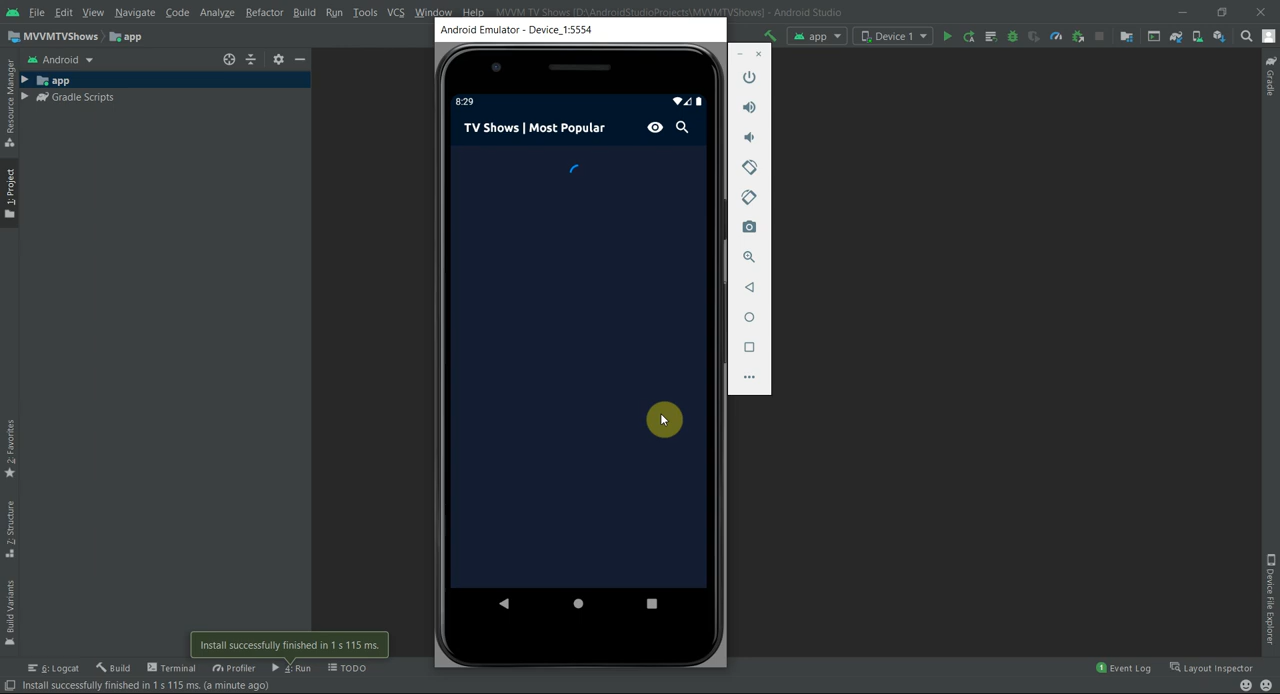 File Edit View Navigate Code Analyze Refactor Build Run Tools VCS Window Help MVVM TV Shows [D:\AndroidStudioProjects\MVVMTVShows] - Android Studio
Android Emulator - Device_1:5554
MVVMTVShows app
app Device 1
Android
app
Gradle Scripts
Resource Manager
1: Project
2: Favorites
7: Structure
Build Variants
8:29
TV Shows | Most Popular
Gradle
Device File Explorer
Install successfully finished in 1 s 115 ms.
6: Logcat Build Terminal Profiler 4: Run TODO
1 Event Log Layout Inspector
Install successfully finished in 1 s 115 ms. (a minute ago)